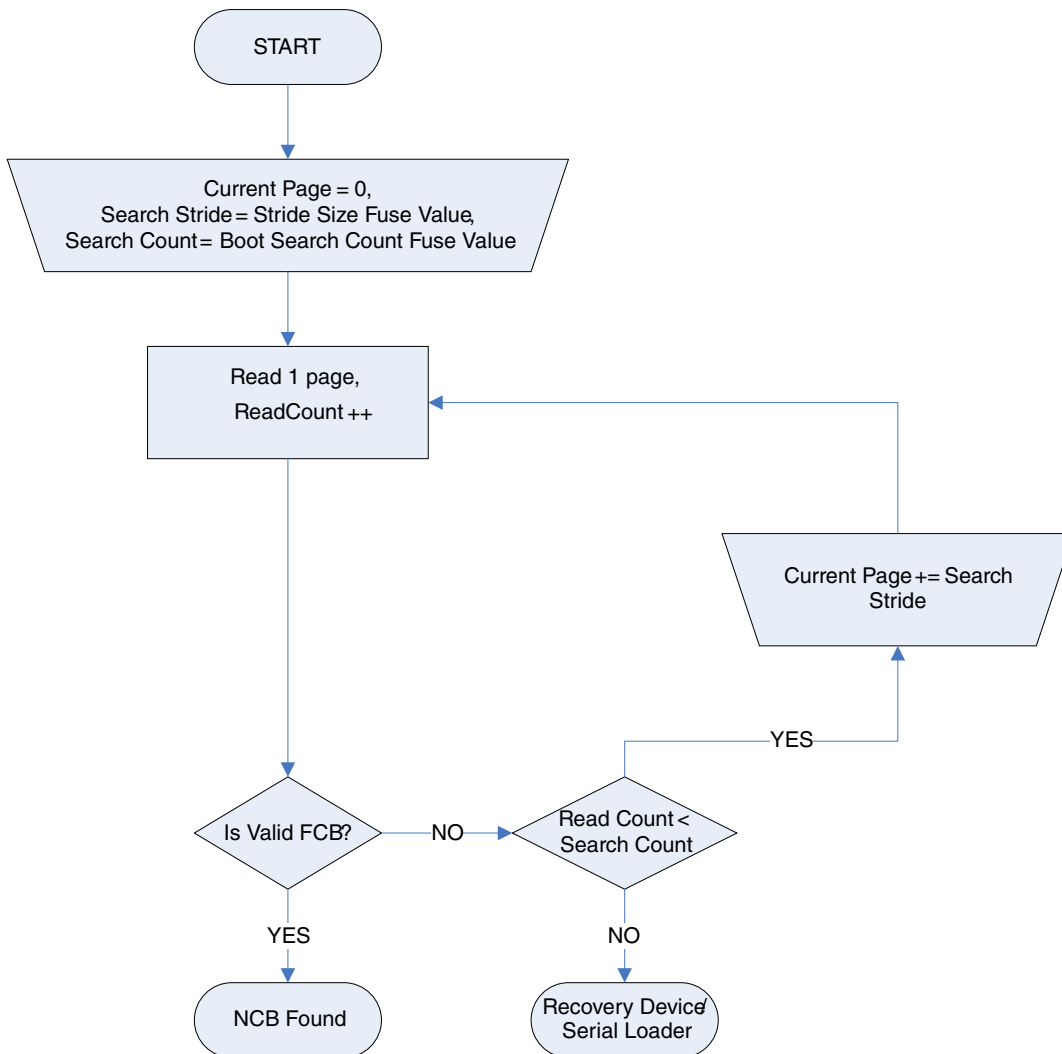 START
Current Page = 0,
Search Stride = Stride Size Fuse Value,
Search Count = Boot Search Count Fuse Value
Read 1 page,
ReadCount ++
Current Page += Search
Stride
YES
Is Valid FCB?
NO
Read Count <
Search Count
YES
NO
NCB Found
Recovery Device/
Serial Loader